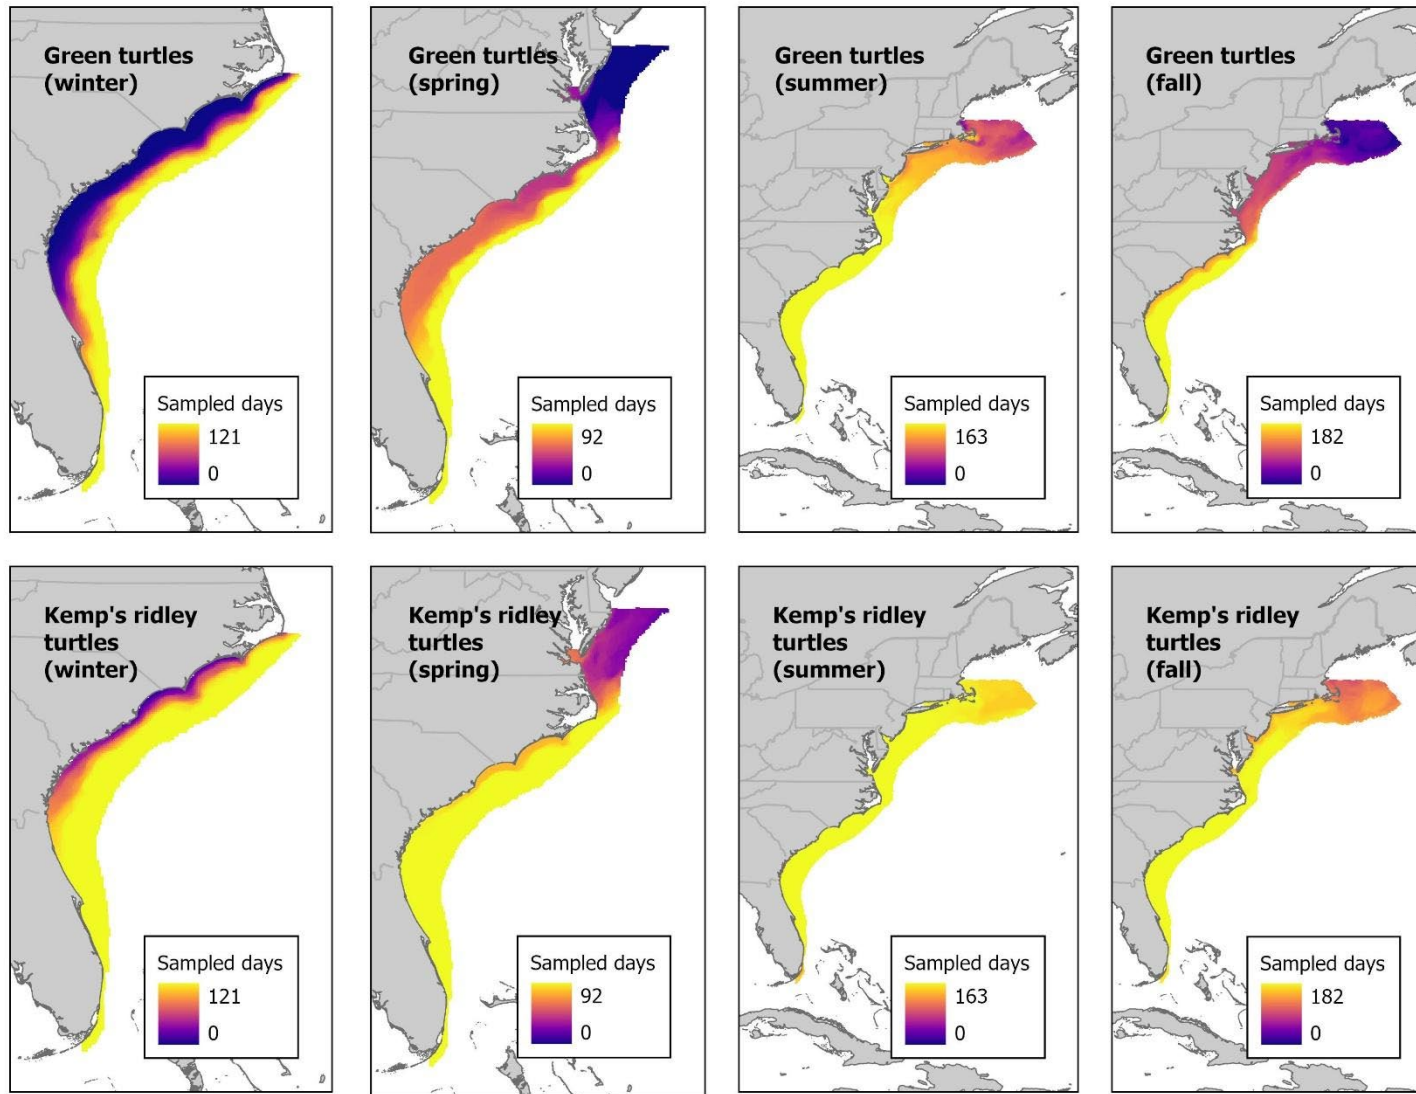 Green turtles
(winter)
Sampled days
121
0
Green turtles
(spring)
Sampled days
92
0
Green turtles
(summer)
Sampled days
163
0
Green turtles
(fall)
Sampled days
182
0
Kemp's ridley
turtles
(winter)
Sampled days
121
0
Kemp's ridley
turtles
(spring)
Sampled days
92
0
Kemp's ridley
turtles
(summer)
Sampled days
163
0
Kemp's ridley
turtles
(fall)
Sampled days
182
0